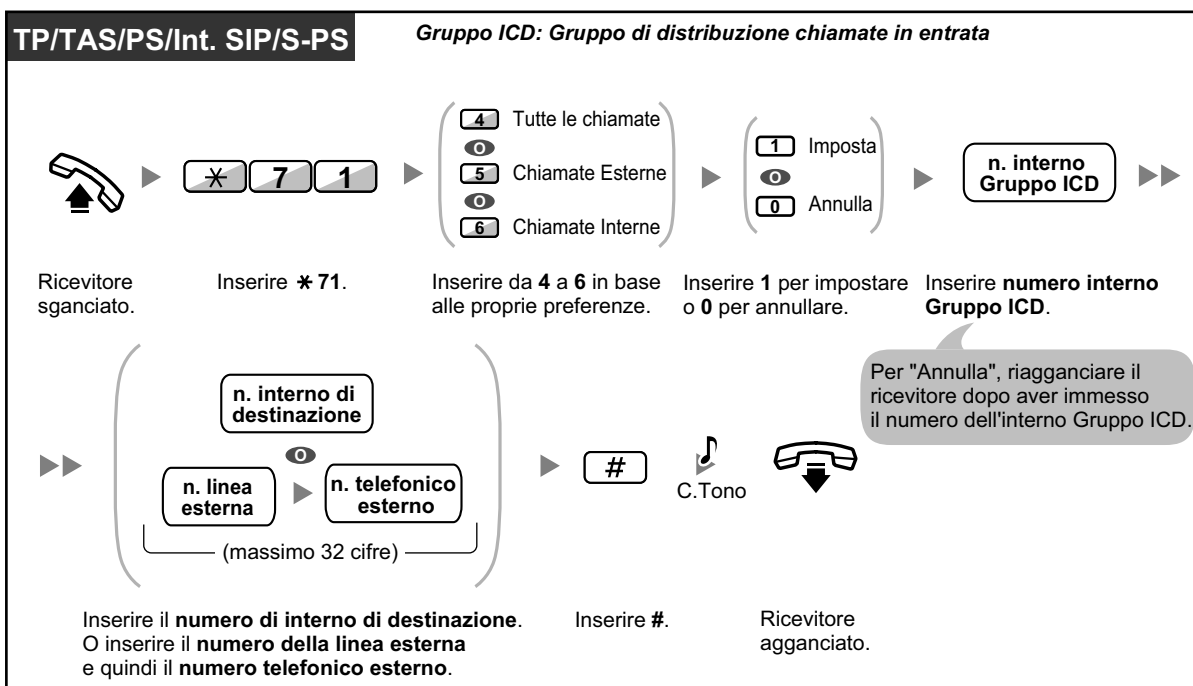 TP/TAS/PS/Int. SIP/S-PS
Gruppo ICD: Gruppo di distribuzione chiamate in entrata
4 Tutte le chiamate
O
5 Chiamate Esterne
O
6 Chiamate Interne
1 Imposta
O
0 Annulla
* 7 1
n. interno
Gruppo ICD
Ricevitore
sganciato.
Inserire * 71.
Inserire da 4 a 6 in base
alle proprie preferenze.
Inserire 1 per impostare
o 0 per annullare.
Inserire numero interno
Gruppo ICD.
Per "Annulla", riagganciare il
ricevitore dopo aver immesso
il numero dell'interno Gruppo ICD.
n. interno di
destinazione
O
n. linea
esterna
n. telefonico
esterno
(massimo 32 cifre)
#
C.Tono
Inserire il numero di interno di destinazione.
O inserire il numero della linea esterna
e quindi il numero telefonico esterno.
Inserire #.
Ricevitore
agganciato.